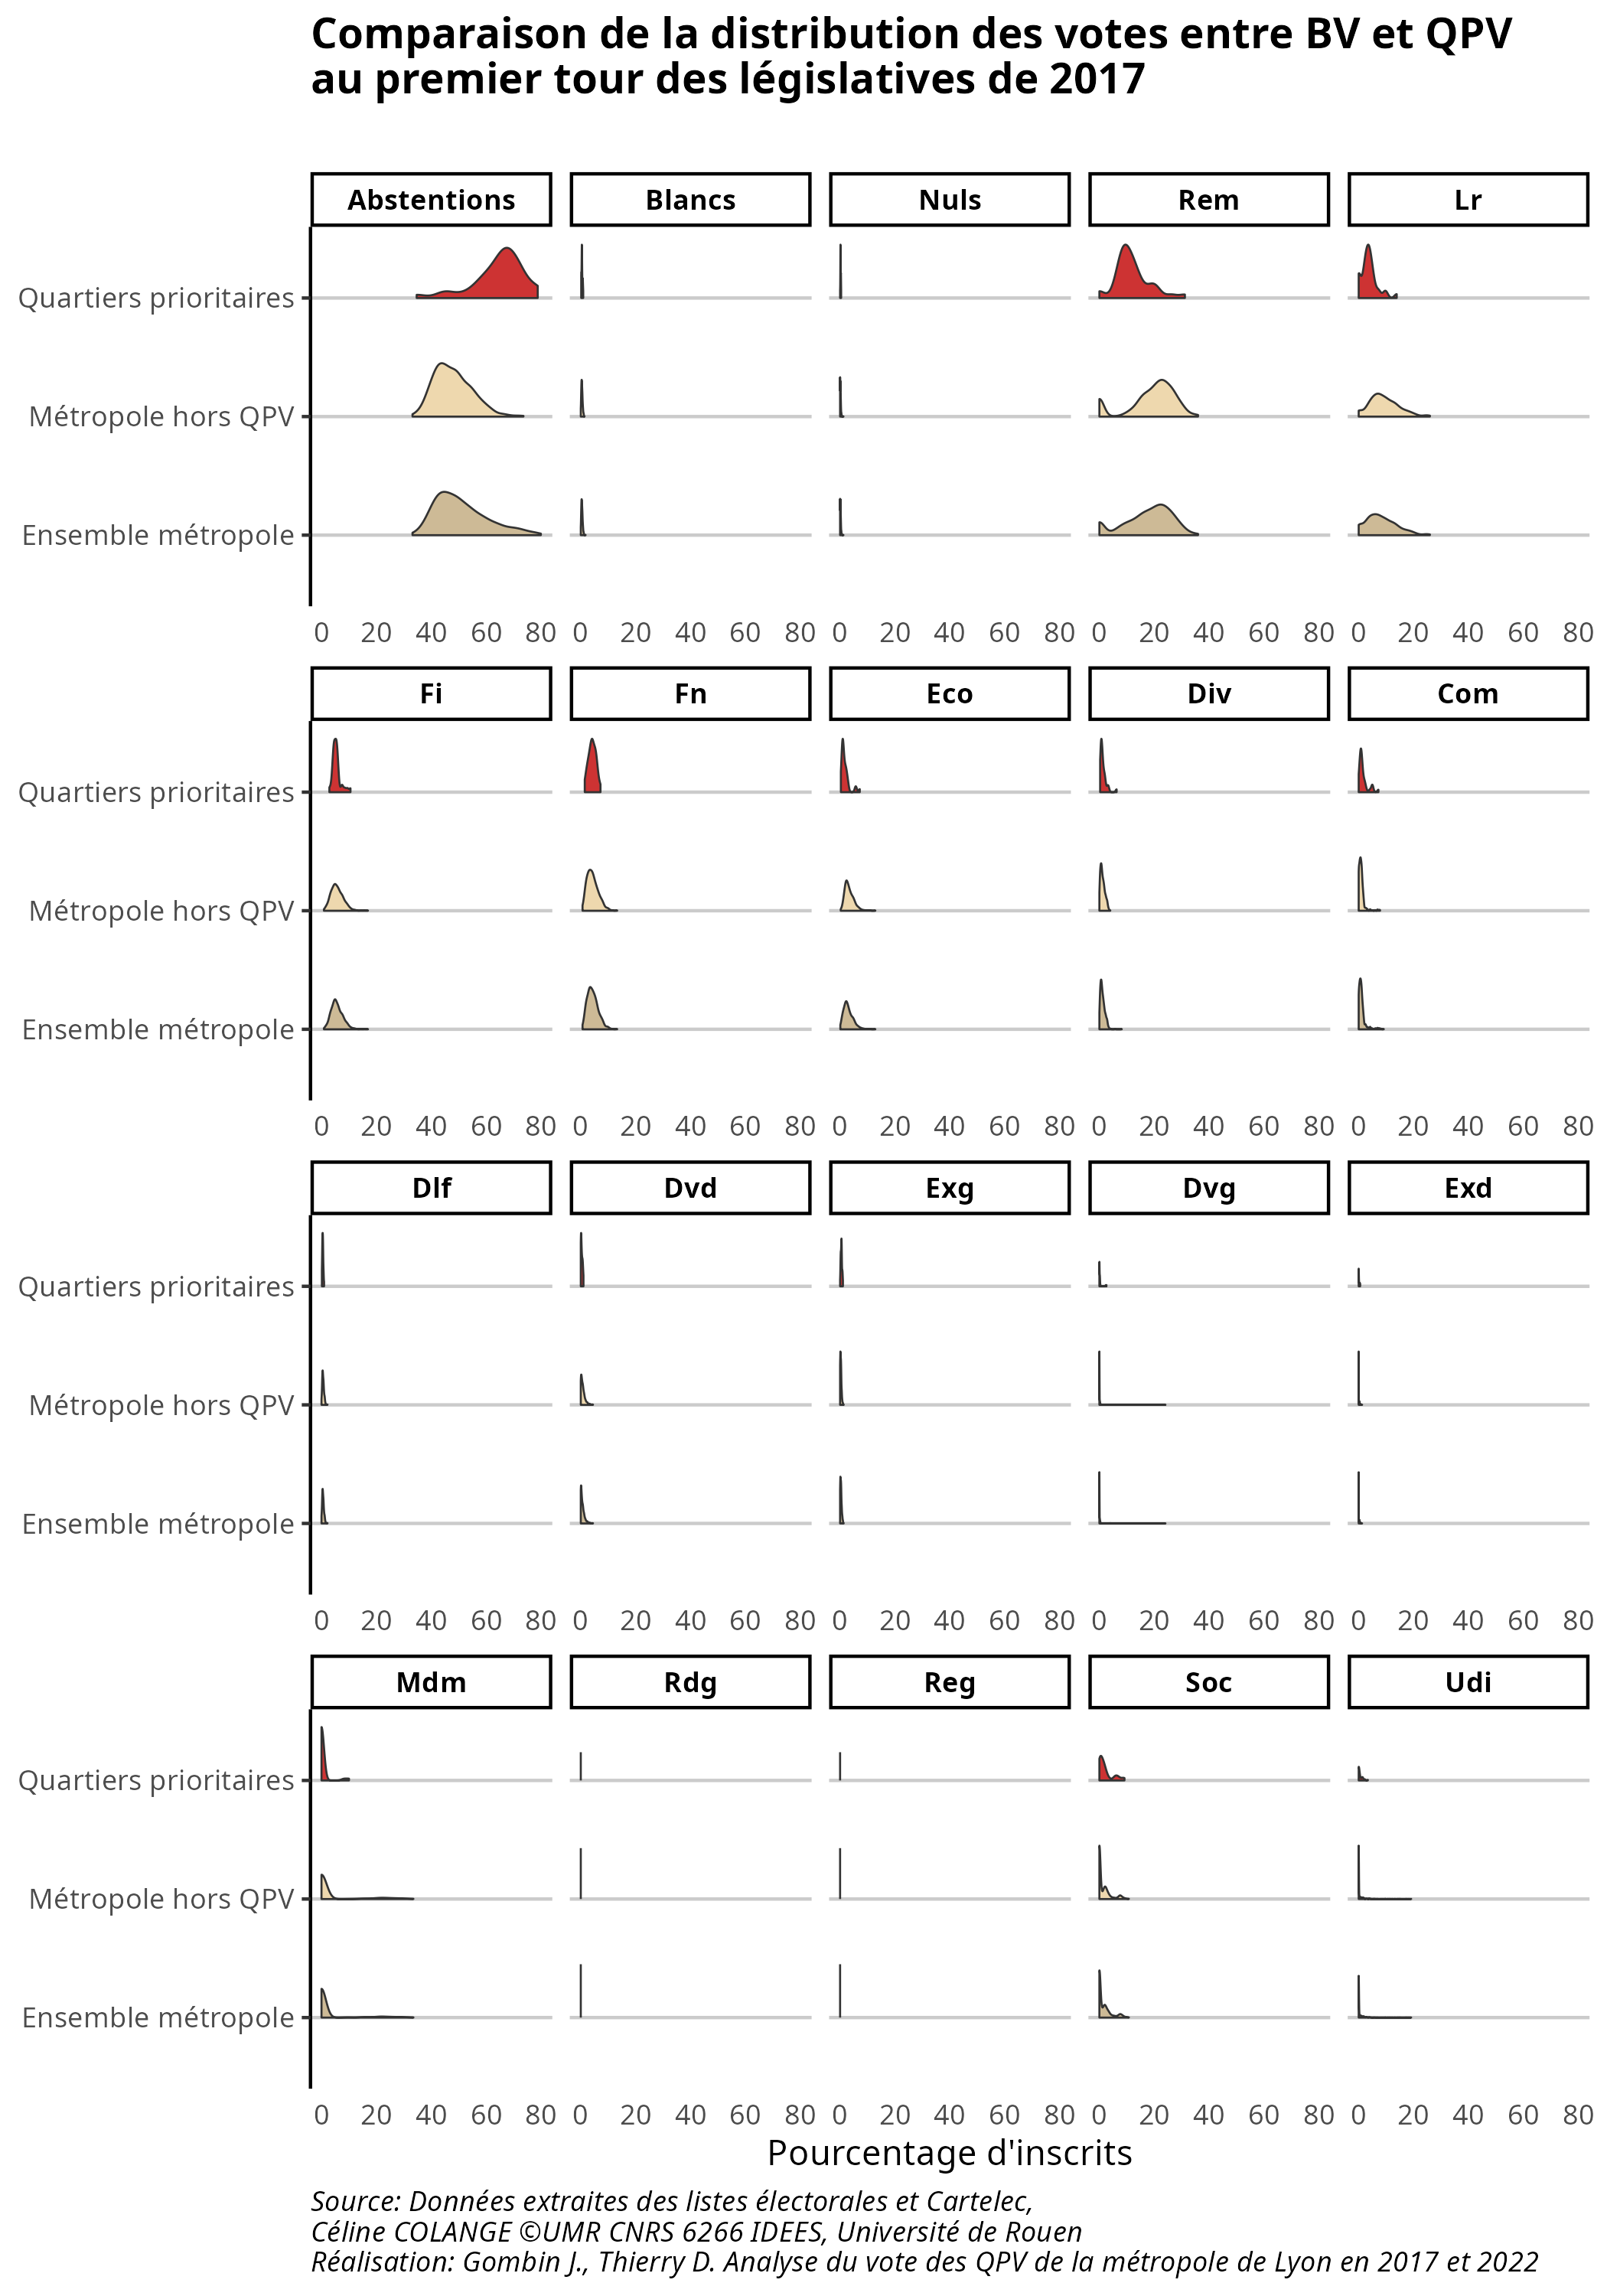 Comparaison de la distribution des votes entre BV et QPV
au premier tour des législatives de 2017
Abstentions Blancs Nuls Rem Lr
Quartiers prioritaires
Métropole hors QPV
Ensemble métropole
0 20 40 60 80 0 20 40 60 80 0 20 40 60 80 0 20 40 60 80 0 20 40 60 80
Fi Fn Eco Div Com
Quartiers prioritaires
Métropole hors QPV
Ensemble métropole
0 20 40 60 80 0 20 40 60 80 0 20 40 60 80 0 20 40 60 80 0 20 40 60 80
Dlf Dvd Exg Dvg Exd
Quartiers prioritaires
Métropole hors QPV
Ensemble métropole
0 20 40 60 80 0 20 40 60 80 0 20 40 60 80 0 20 40 60 80 0 20 40 60 80
Mdm Rdg Reg Soc Udi
Quartiers prioritaires
Métropole hors QPV
Ensemble métropole
0 20 40 60 80 0 20 40 60 80 0 20 40 60 80 0 20 40 60 80 0 20 40 60 80
Pourcentage d'inscrits
Source: Données extraites des listes électorales et Cartelec,
Céline COLANGE ©UMR CNRS 6266 IDEES, Université de Rouen
Réalisation: Gombin J., Thierry D. Analyse du vote des QPV de la métropole de Lyon en 2017 et 2022